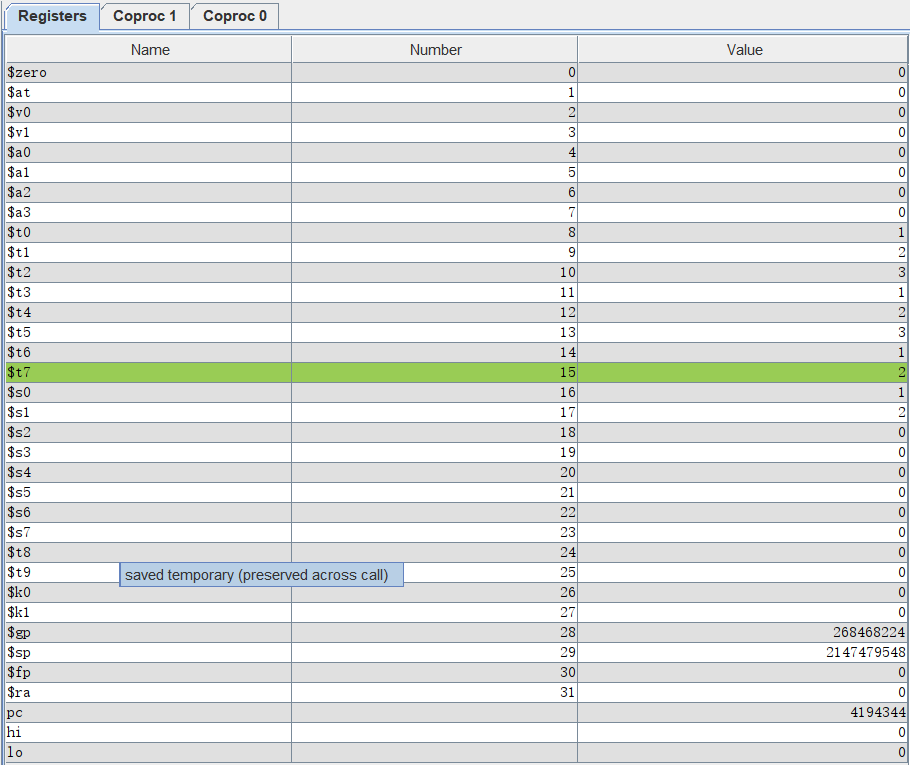 Registers Coproc 1 Coproc 0
Name Number Value
$zero 0 0
$at 1 0
$v0 2 0
$v1 3 0
$a0 4 0
$a1 5 0
$a2 6 0
$a3 7 0
$t0 8 1
$t1 9 2
$t2 10 3
$t3 11 1
$t4 12 2
$t5 13 3
$t6 14 1
$t7 15 2
$s0 16 1
$s1 17 2
$s2 18 0
$s3 19 0
$s4 20 0
$s5 21 0
$s6 22 0
$s7 23 0
$t8 24 0
$t9 saved temporary (preserved across call) 25 0
$k0 26 0
$k1 27 0
$gp 28 268468224
$sp 29 2147479548
$fp 30 0
$ra 31 0
pc 4194344
hi 0
lo 0